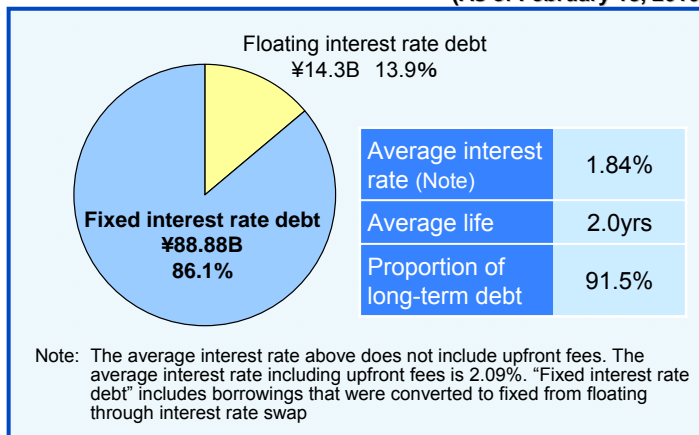 Floating interest rate debt
¥14.3B 13.9%
Fixed interest rate debt
¥88.88B
86.1%
Average interest
rate (Note)
1.84%
Average life
2.0yrs
Proportion of
long-term debt
91.5%
Note: The average interest rate above does not include upfront fees. The
average interest rate including upfront fees is 2.09%. “Fixed interest rate
debt” includes borrowings that were converted to fixed from floating
through interest rate swap